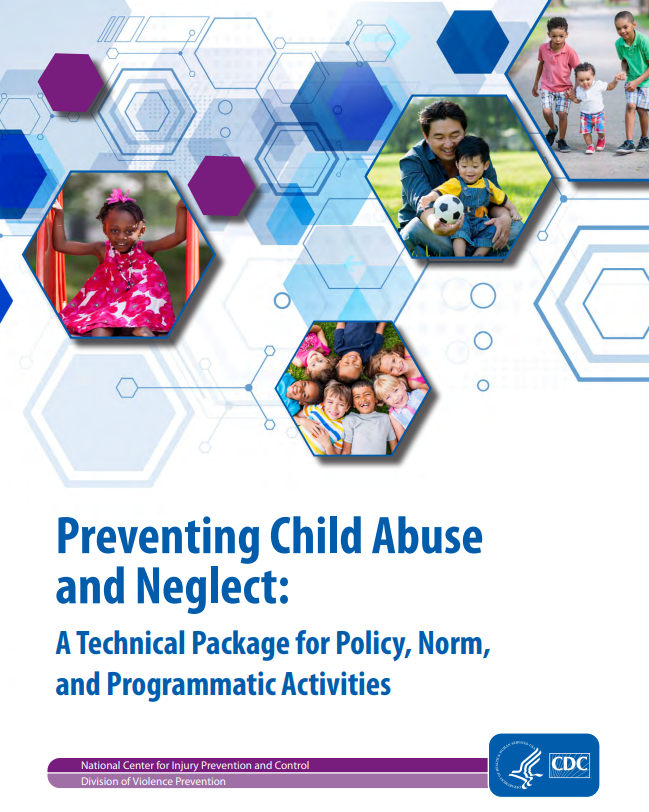 Preventing Child Abuse
and Neglect:
A Technical Package for Policy, Norm,
and Programmatic Activities
National Center for Injury Prevention and Control
Division of Violence Prevention
CDC